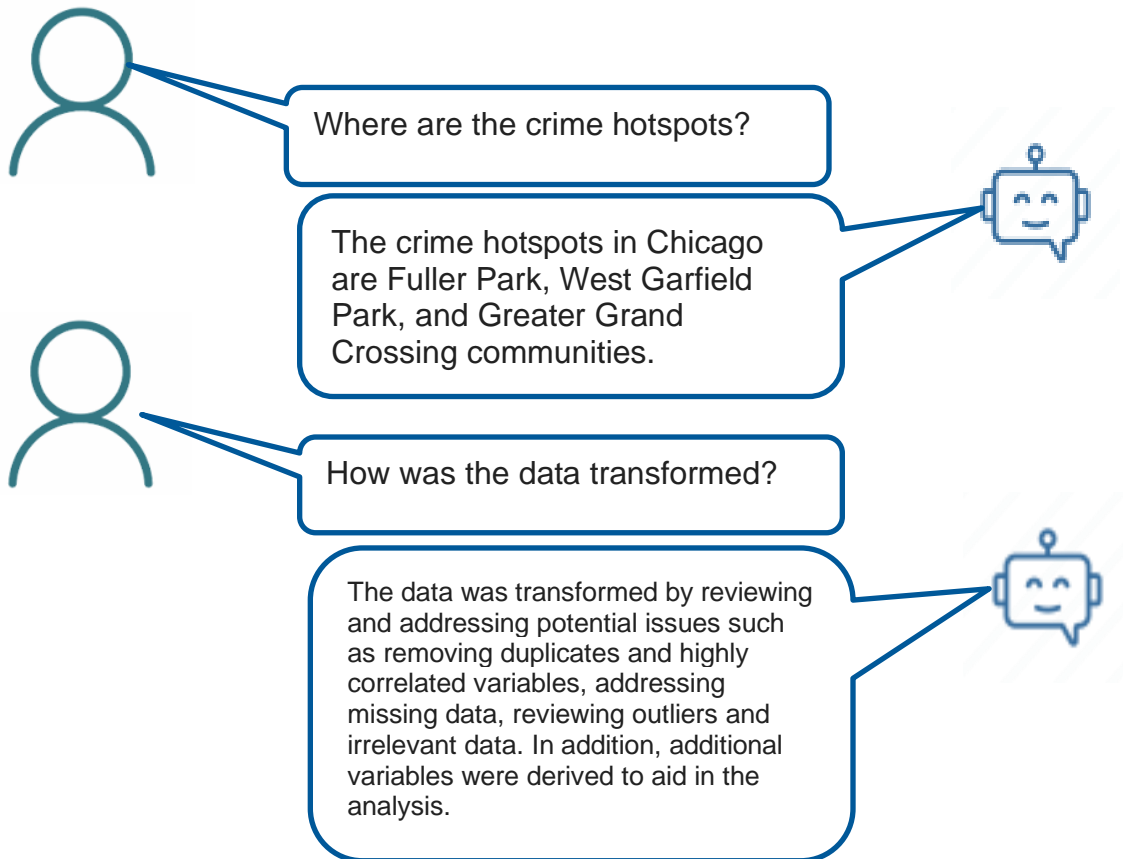 Where are the crime hotspots?
The crime hotspots in Chicago
are Fuller Park, West Garfield
Park, and Greater Grand
Crossing communities.
How was the data transformed?
The data was transformed by reviewing
and addressing potential issues such
as removing duplicates and highly
correlated variables, addressing
missing data, reviewing outliers and
irrelevant data. In addition, additional
variables were derived to aid in the
analysis.